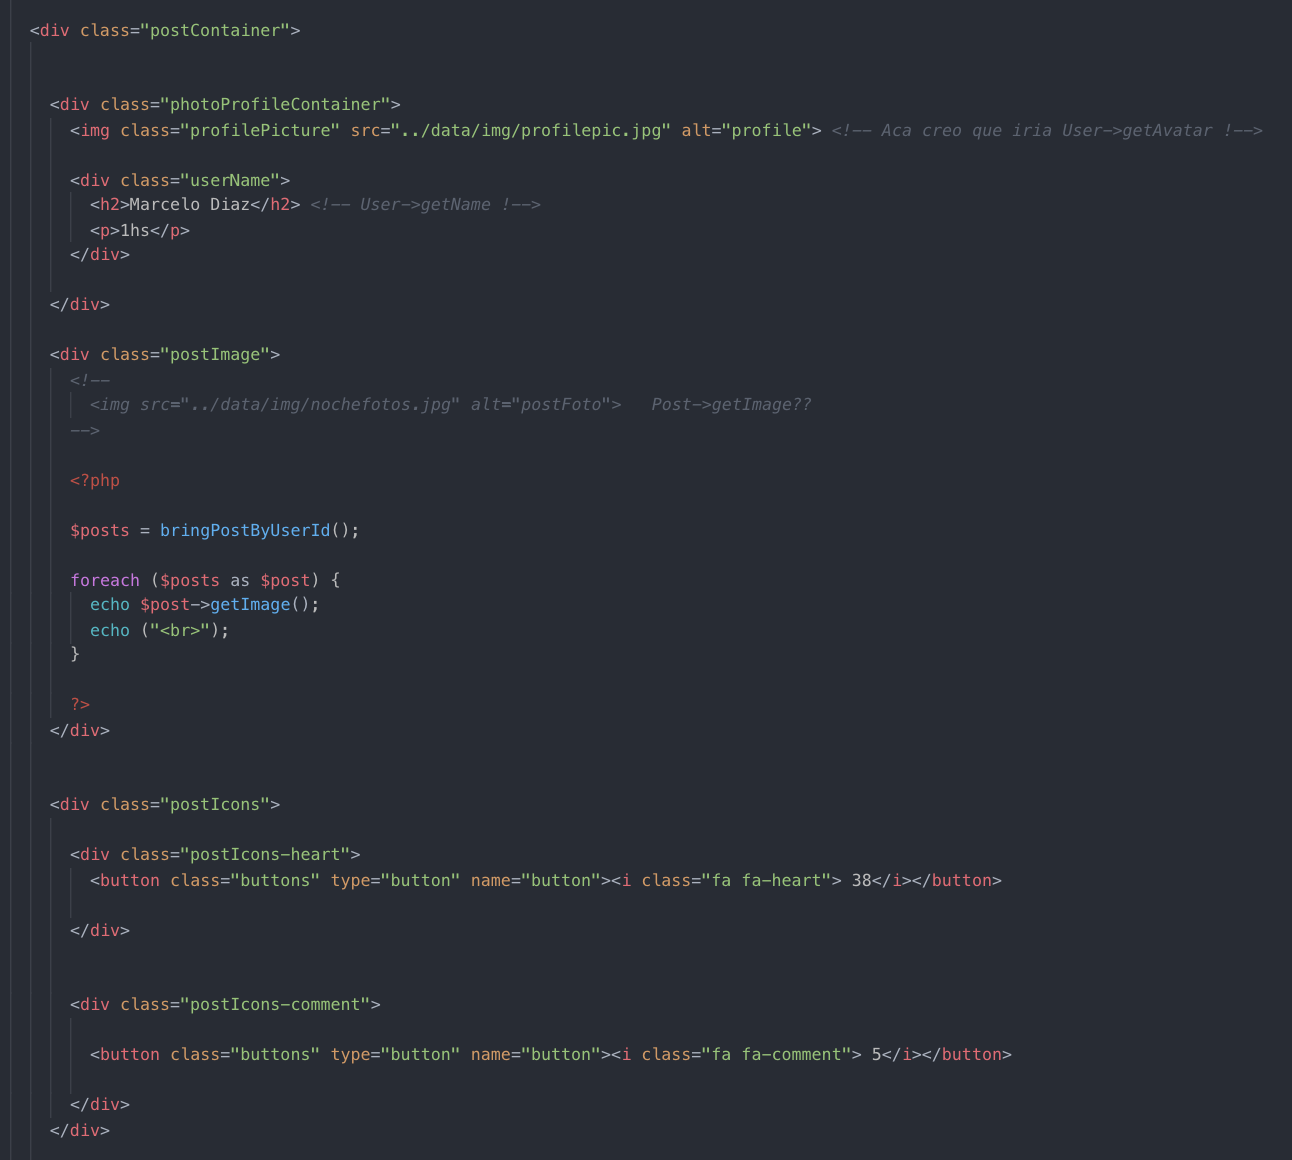 <div class="postContainer">
<div class="photoProfileContainer">
<img class="profilePicture" src="../data/img/profilepic.jpg" alt="profile"> <!-- Aca creo que iria User->getAvatar !-->
<div class="userName">
<h2>Marcelo Diaz</h2> <!-- User->getName !-->
<p>1hs</p>
</div>
</div>
<div class="postImage">
<!--
<img src="../data/img/nochefotos.jpg" alt="postFoto">   Post->getImage??
-->
<?php
$posts = bringPostByUserId();
foreach ($posts as $post) {
echo $post->getImage();
echo ("<br>");
}
?>
</div>
<div class="postIcons">
<div class="postIcons-heart">
<button class="buttons" type="button" name="button"><i class="fa fa-heart"> 38</i></button>
</div>
<div class="postIcons-comment">
<button class="buttons" type="button" name="button"><i class="fa fa-comment"> 5</i></button>
</div>
</div>